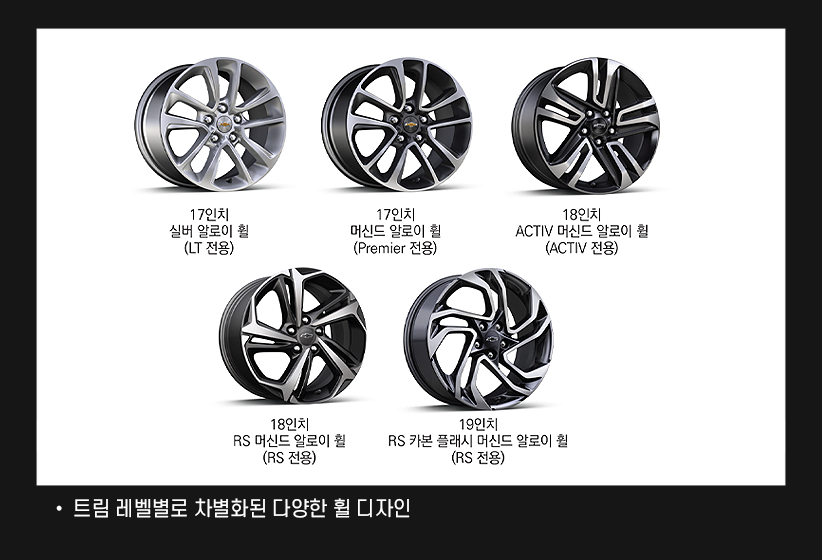 17인치
실버 알로이 휠
(LT 전용)
17인치
머신드 알로이 휠
(Premier 전용)
18인치
ACTIV 머신드 알로이 휠
(ACTIV 전용)
18인치
RS 머신드 알로이 휠
(RS 전용)
19인치
RS 카본 플래시 머신드 알로이 휠
(RS 전용)
• 트림 레벨별로 차별화된 다양한 휠 디자인